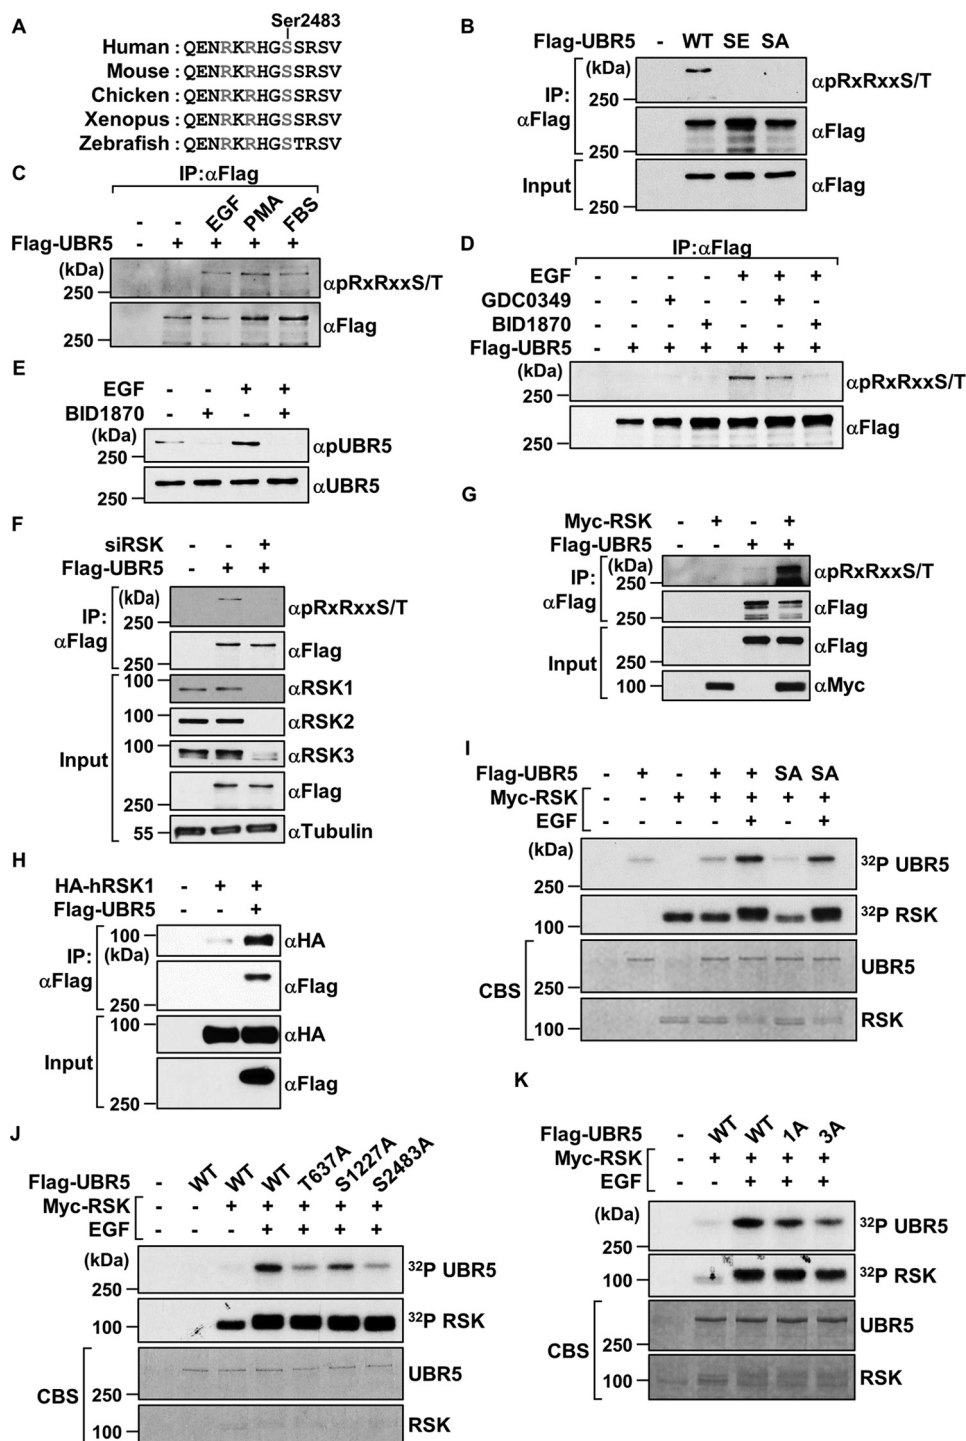 A
Ser2483
Human : QENRKRHGSSRSV
Mouse : QENRKRHGSSRSV
Chicken : QENRKRHGSSRSV
Xenopus : QENRKRHGSSRSV
Zebrafish : QENRKRHGSTRSV
B
Flag-UBR5 - WT SE SA
(kDa)
IP: αFlag
250 αpRxRxxS/T
250 αFlag
Input
250 αFlag
C
IP:αFlag
- - EGF PMA FBS
Flag-UBR5 - + + + +
(kDa)
250 αpRxRxxS/T
250 αFlag
D
IP:αFlag
EGF - - - - + + +
GDC0349 - - + - - + -
BID1870 - - - + - - +
Flag-UBR5 - + + + + + +
(kDa)
250 αpRxRxxS/T
250 αFlag
E
EGF - - + +
BID1870 - + - +
(kDa)
250 αpUBR5
250 αUBR5
F
siRSK - - +
Flag-UBR5 - + +
(kDa)
IP: αFlag
250 αpRxRxxS/T
250 αFlag
Input
100 αRSK1
100 αRSK2
100 αRSK3
250 αFlag
55 αTubulin
G
Myc-RSK - + - +
Flag-UBR5 - - + +
(kDa)
IP: αFlag
250 αpRxRxxS/T
250 αFlag
Input
250 αFlag
100 αMyc
H
HA-hRSK1 - + +
Flag-UBR5 - - +
IP: αFlag
100 αHA
(kDa)
250 αFlag
Input
100 αHA
250 αFlag
I
Flag-UBR5 - + - + + SA SA
Myc-RSK - - + + + + +
EGF - - - - + - +
(kDa)
250 32P UBR5
100 32P RSK
CBS
250 UBR5
100 RSK
J
Flag-UBR5 - WT WT WT T637A S1227A S2483A
Myc-RSK - - + + + + +
EGF - - - + + + +
(kDa)
250 32P UBR5
100 32P RSK
CBS
250 UBR5
100 RSK
K
Flag-UBR5 - WT WT 1A 3A
Myc-RSK - + + + +
EGF - - + + +
(kDa)
250 32P UBR5
100 32P RSK
CBS
250 UBR5
100 RSK